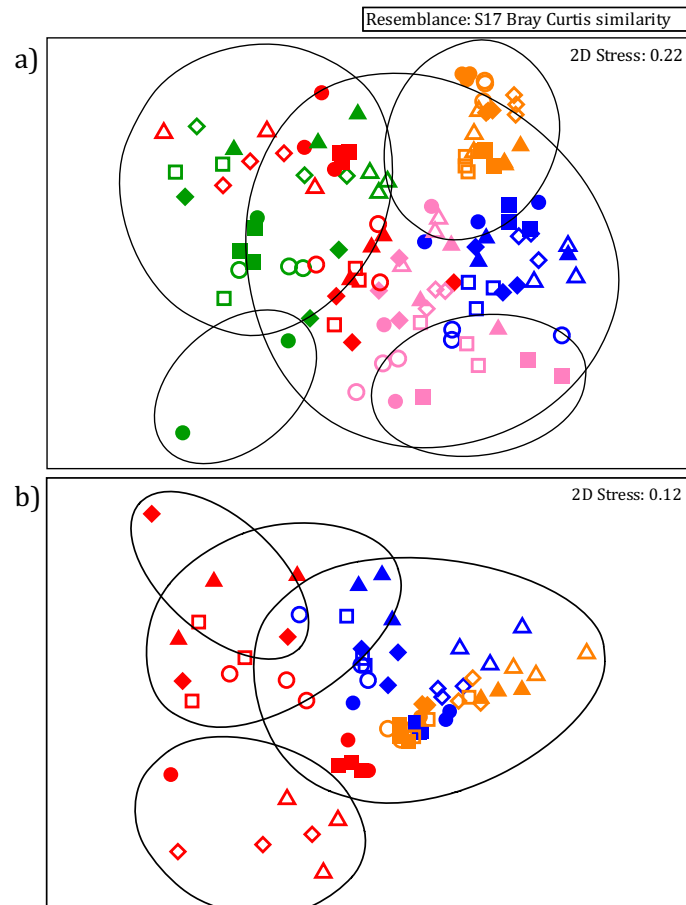 Resemblance: S17 Bray Curtis similarity
a)
2D Stress: 0.22
b)
2D Stress: 0.12